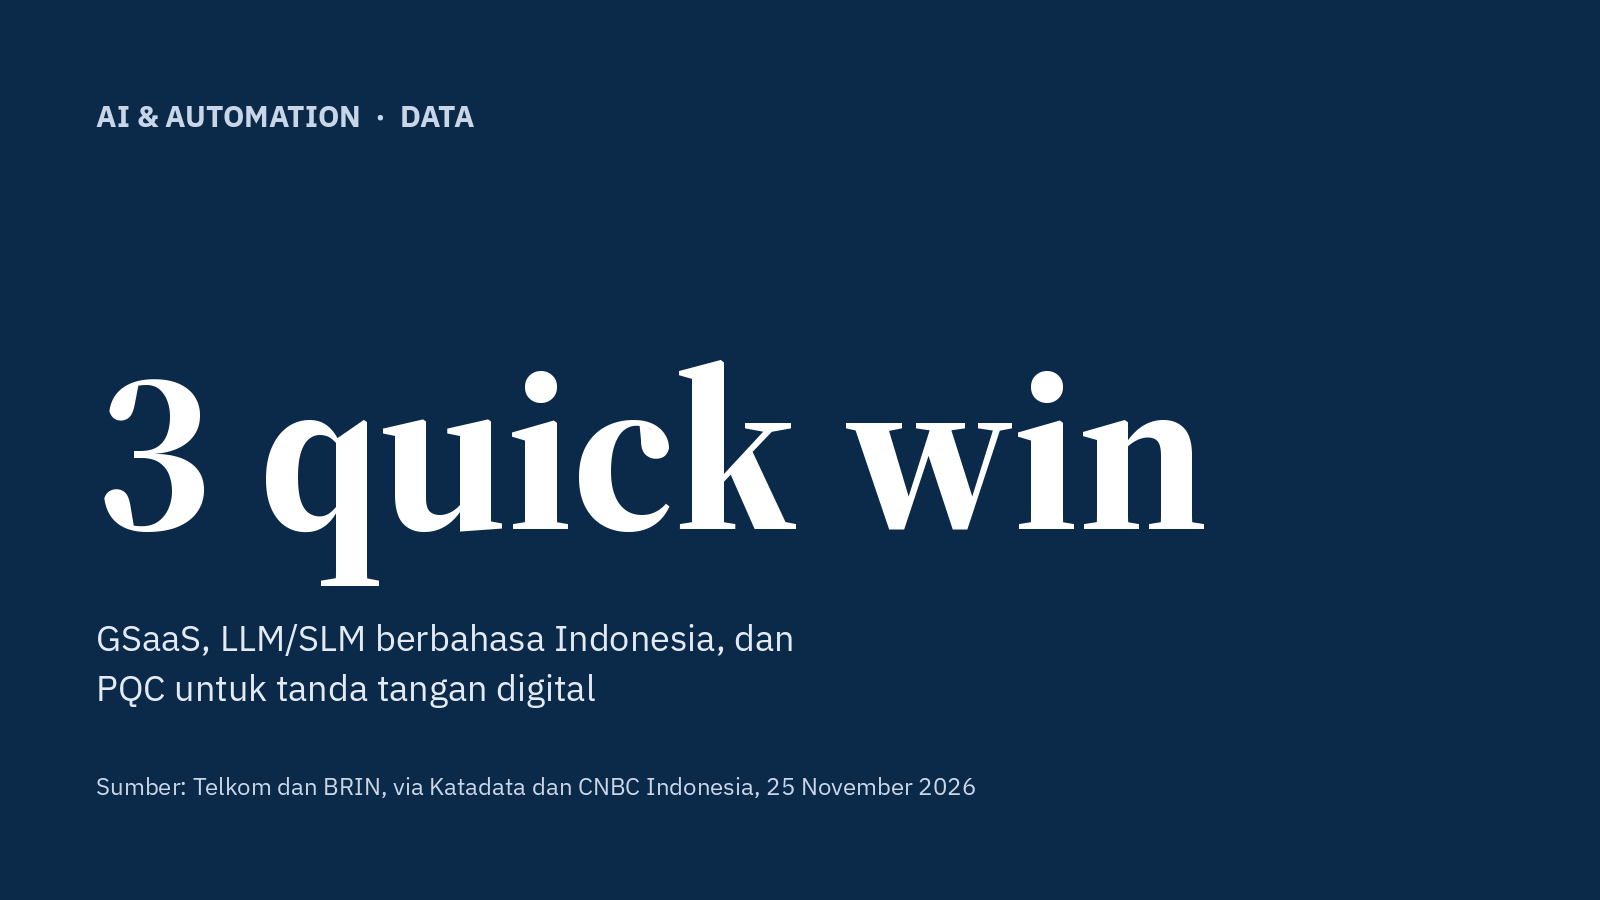 AI & AUTOMATION · DATA
3 quick win
GSaaS, LLM/SLM berbahasa Indonesia, dan
PQC untuk tanda tangan digital
Sumber: Telkom dan BRIN, via Katadata dan CNBC Indonesia, 25 November 2026